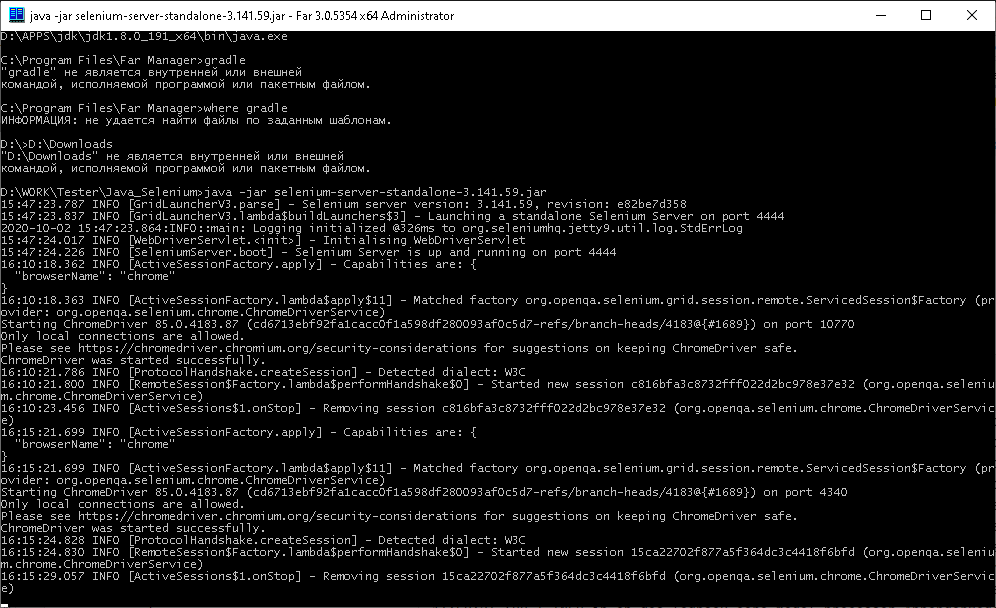 java -jar selenium-server-standalone-3.141.59.jar - Far 3.0.5354 x64 Administrator
D:\APPS\jdk\jdk1.8.0_191_x64\bin\java.exe
C:\Program Files\Far Manager>gradle
"gradle" не является внутренней или внешней
командой, исполняемой программой или пакетным файлом.
C:\Program Files\Far Manager>where gradle
ИНФОРМАЦИЯ: не удается найти файлы по заданным шаблонам.
D:\>D:\Downloads
"D:\Downloads" не является внутренней или внешней
командой, исполняемой программой или пакетным файлом.
D:\WORK\Tester\Java_Selenium>java -jar selenium-server-standalone-3.141.59.jar
15:47:23.787 INFO [GridLauncherV3.parse] - Selenium server version: 3.141.59, revision: e82be7d358
15:47:23.837 INFO [GridLauncherV3.lambda$buildLaunchers$3] - Launching a standalone Selenium Server on port 4444
2020-10-02 15:47:23.864:INFO::main: Logging initialized @326ms to org.seleniumhq.jetty9.util.log.StdErrLog
15:47:24.017 INFO [WebDriverServlet.<init>] - Initialising WebDriverServlet
15:47:24.226 INFO [SeleniumServer.boot] - Selenium Server is up and running on port 4444
16:10:18.362 INFO [ActiveSessionFactory.apply] - Capabilities are: {
"browserName": "chrome"
}
16:10:18.363 INFO [ActiveSessionFactory.lambda$apply$11] - Matched factory org.openqa.selenium.grid.session.remote.ServicedSession$Factory (pr
ovider: org.openqa.selenium.chrome.ChromeDriverService)
Starting ChromeDriver 85.0.4183.87 (cd6713ebf92fa1cacc0f1a598df280093af0c5d7-refs/branch-heads/4183@{#1689}) on port 10770
Only local connections are allowed.
Please see https://chromedriver.chromium.org/security-considerations for suggestions on keeping ChromeDriver safe.
ChromeDriver was started successfully.
16:10:21.786 INFO [ProtocolHandshake.createSession] - Detected dialect: W3C
16:10:21.800 INFO [RemoteSession$Factory.lambda$performHandshake$0] - Started new session c816bfa3c8732fff022d2bc978e37e32 (org.openqa.seleniu
m.chrome.ChromeDriverService)
16:10:23.456 INFO [ActiveSessions$1.onStop] - Removing session c816bfa3c8732fff022d2bc978e37e32 (org.openqa.selenium.chrome.ChromeDriverServic
e)
16:15:21.699 INFO [ActiveSessionFactory.apply] - Capabilities are: {
"browserName": "chrome"
}
16:15:21.699 INFO [ActiveSessionFactory.lambda$apply$11] - Matched factory org.openqa.selenium.grid.session.remote.ServicedSession$Factory (pr
ovider: org.openqa.selenium.chrome.ChromeDriverService)
Starting ChromeDriver 85.0.4183.87 (cd6713ebf92fa1cacc0f1a598df280093af0c5d7-refs/branch-heads/4183@{#1689}) on port 4340
Only local connections are allowed.
Please see https://chromedriver.chromium.org/security-considerations for suggestions on keeping ChromeDriver safe.
ChromeDriver was started successfully.
16:15:24.828 INFO [ProtocolHandshake.createSession] - Detected dialect: W3C
16:15:24.830 INFO [RemoteSession$Factory.lambda$performHandshake$0] - Started new session 15ca22702f877a5f364dc3c4418f6bfd (org.openqa.seleniu
m.chrome.ChromeDriverService)
16:15:29.057 INFO [ActiveSessions$1.onStop] - Removing session 15ca22702f877a5f364dc3c4418f6bfd (org.openqa.selenium.chrome.ChromeDriverServic
e)